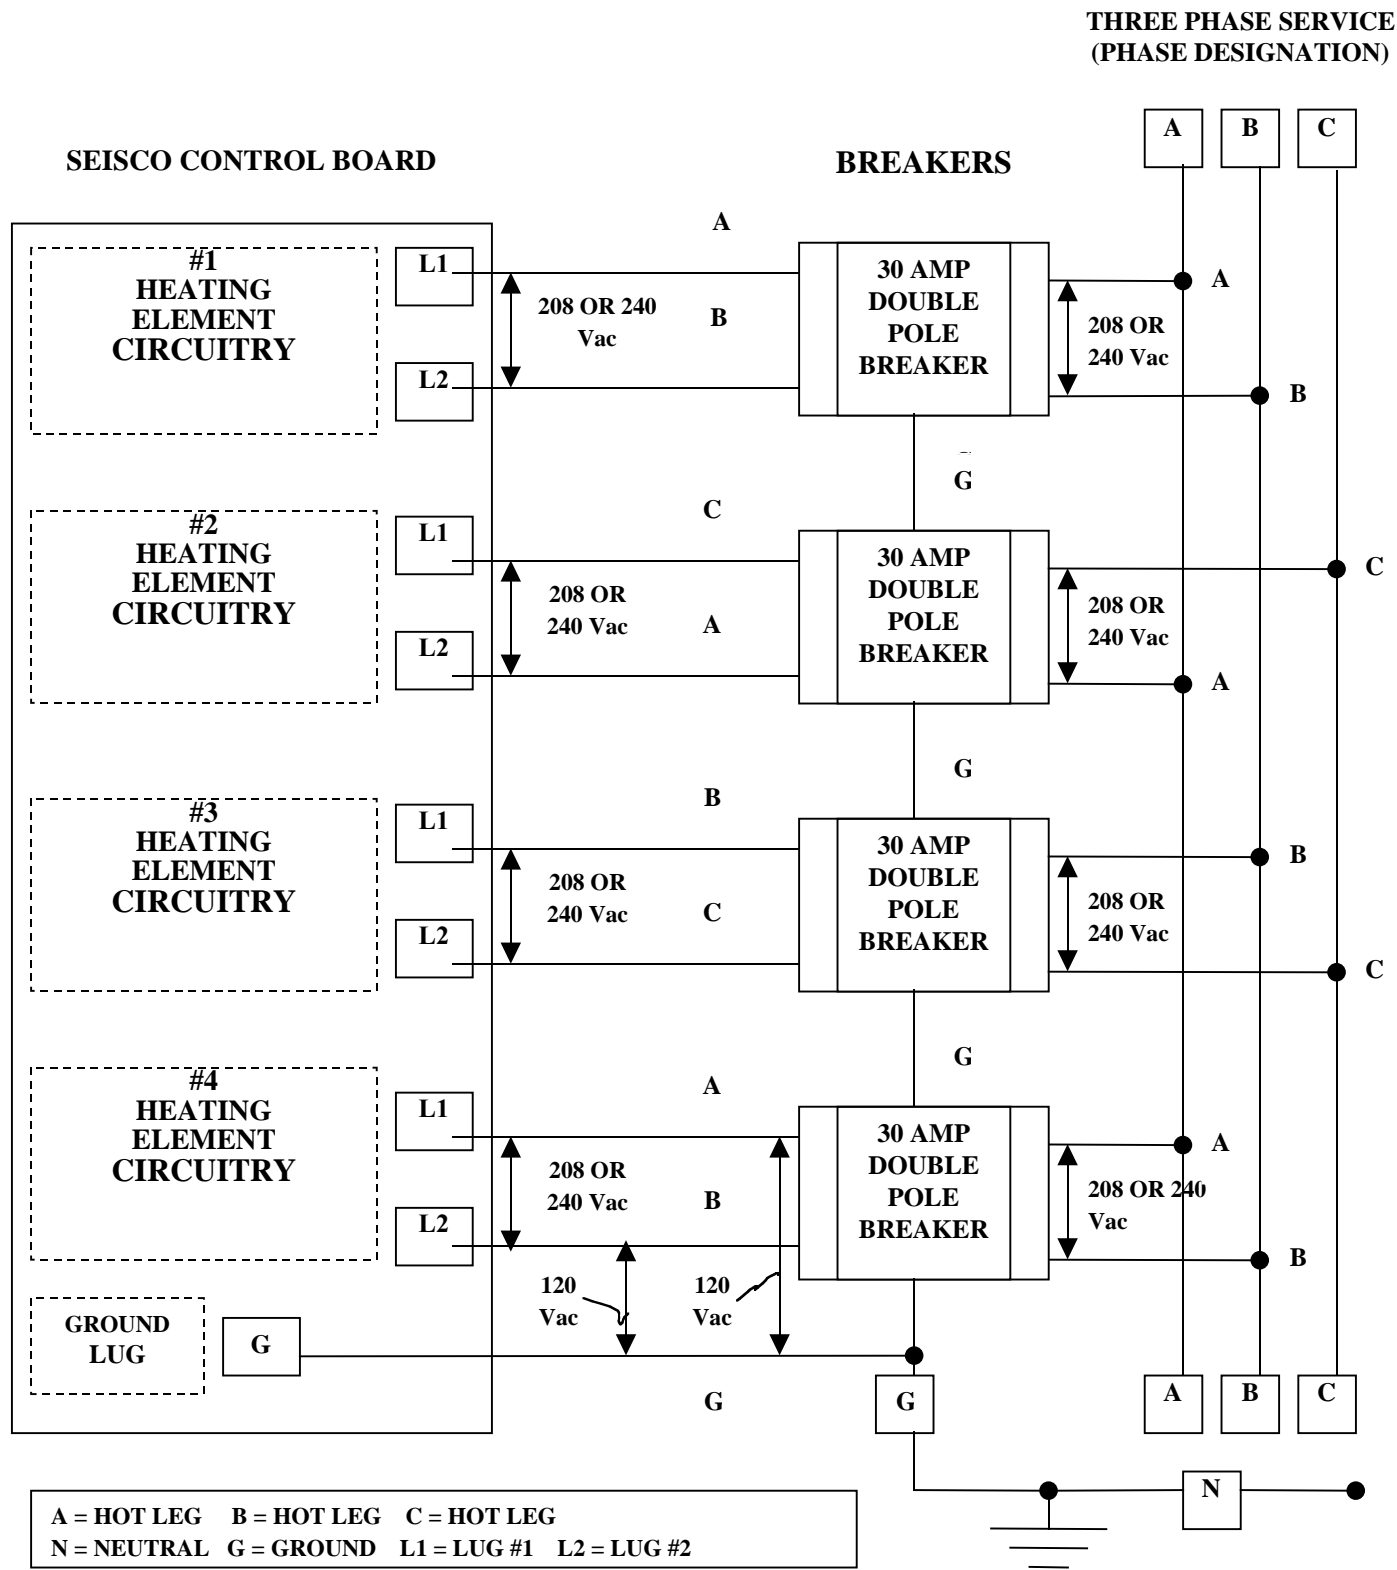 THREE PHASE SERVICE
(PHASE DESIGNATION)
A B C
SEISCO CONTROL BOARD
BREAKERS
A
#1
HEATING
ELEMENT
CIRCUITRY
L1
L2
208 OR 240
Vac
B
30 AMP
DOUBLE
POLE
BREAKER
208 OR
240 Vac
A
B
G
#2
HEATING
ELEMENT
CIRCUITRY
L1
L2
C
208 OR
240 Vac
A
30 AMP
DOUBLE
POLE
BREAKER
208 OR
240 Vac
C
A
G
#3
HEATING
ELEMENT
CIRCUITRY
L1
L2
B
208 OR
240 Vac
C
30 AMP
DOUBLE
POLE
BREAKER
208 OR
240 Vac
B
C
G
#4
HEATING
ELEMENT
CIRCUITRY
L1
L2
A
208 OR
240 Vac
B
30 AMP
DOUBLE
POLE
BREAKER
208 OR 240
Vac
A
B
120
Vac
120
Vac
GROUND
LUG
G
G
G
A B C
N
A = HOT LEG B = HOT LEG C = HOT LEG
N = NEUTRAL G = GROUND L1 = LUG #1 L2 = LUG #2